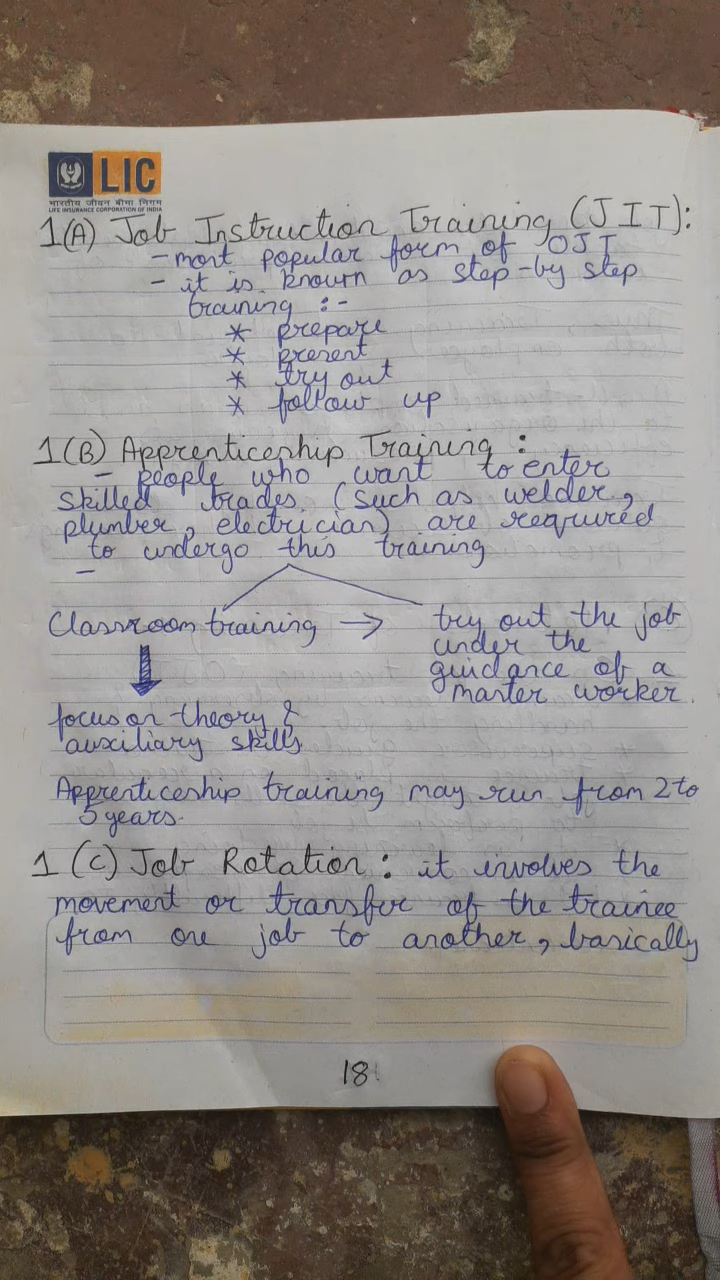 LIC
भारतीय जीवन बीमा निगम
LIFE INSURANCE CORPORATION OF INDIA
1(A) Job Instruction Training (JIT):
- most popular form of OJT
- it is known as step-by step
training :-
* prepare
* present
* try out
* follow up
1(B) Apprenticeship Training :
- people who want to enter
skilled trades (such as welder,
plumber, electrician) are required
to undergo this training
-
Classroom training → try out the job
under the
guidance of a
master worker.
focus on theory &
auxiliary skills
Apprenticeship training may run from 2 to
5 years.
1 (C) Job Rotation : it involves the
movement or transfer of the trainee
from one job to another, basically
18